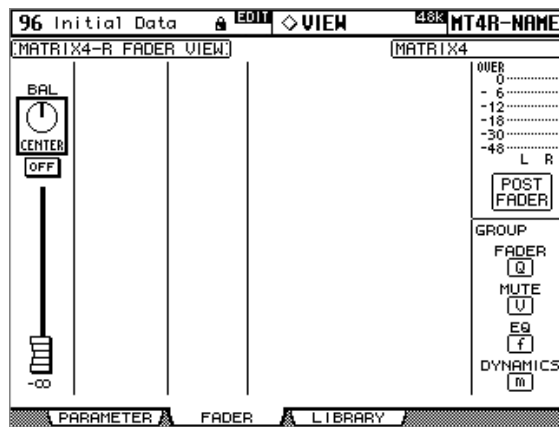 96 Initial Data EDIT VIEW 48K MT4R-NAME
MATRIX4-R FADER VIEW MATRIX4
OVER
0
-6
-12
-18
-30
-48
L R
BAL
CENTER
OFF
-∞
POST
FADER
GROUP
FADER
Q
MUTE
V
EQ
f
DYNAMICS
m
PARAMETER FADER LIBRARY